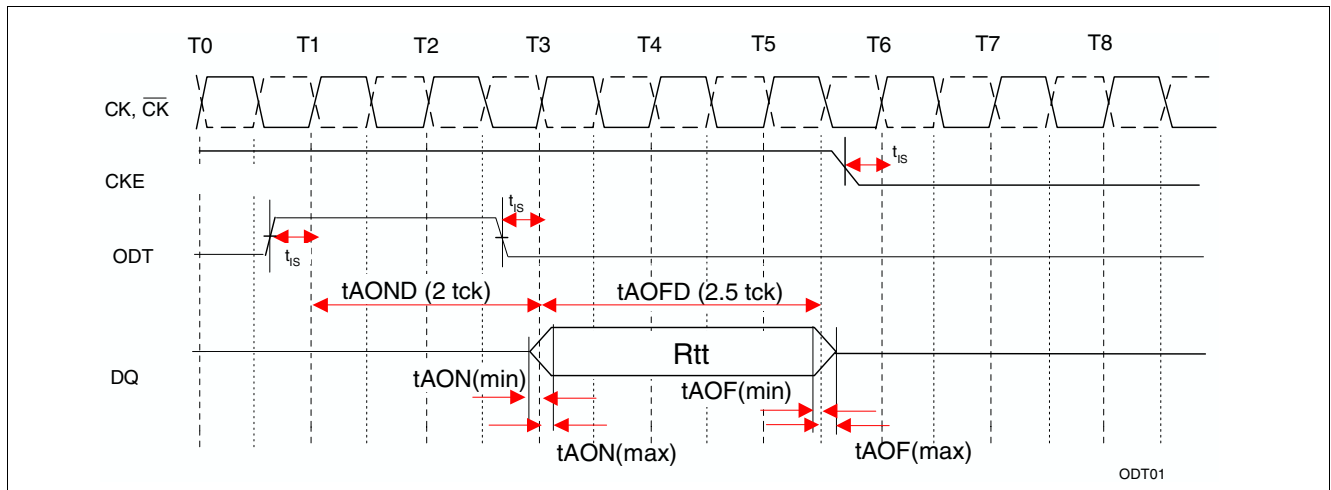 T0 T1 T2 T3 T4 T5 T6 T7 T8
CK, CK
CKE
tIS
ODT
tIS
tIS
tAOND (2 tck)
tAOFD (2.5 tck)
DQ
Rtt
tAON(min)
tAOF(min)
tAON(max)
tAOF(max)
ODT01